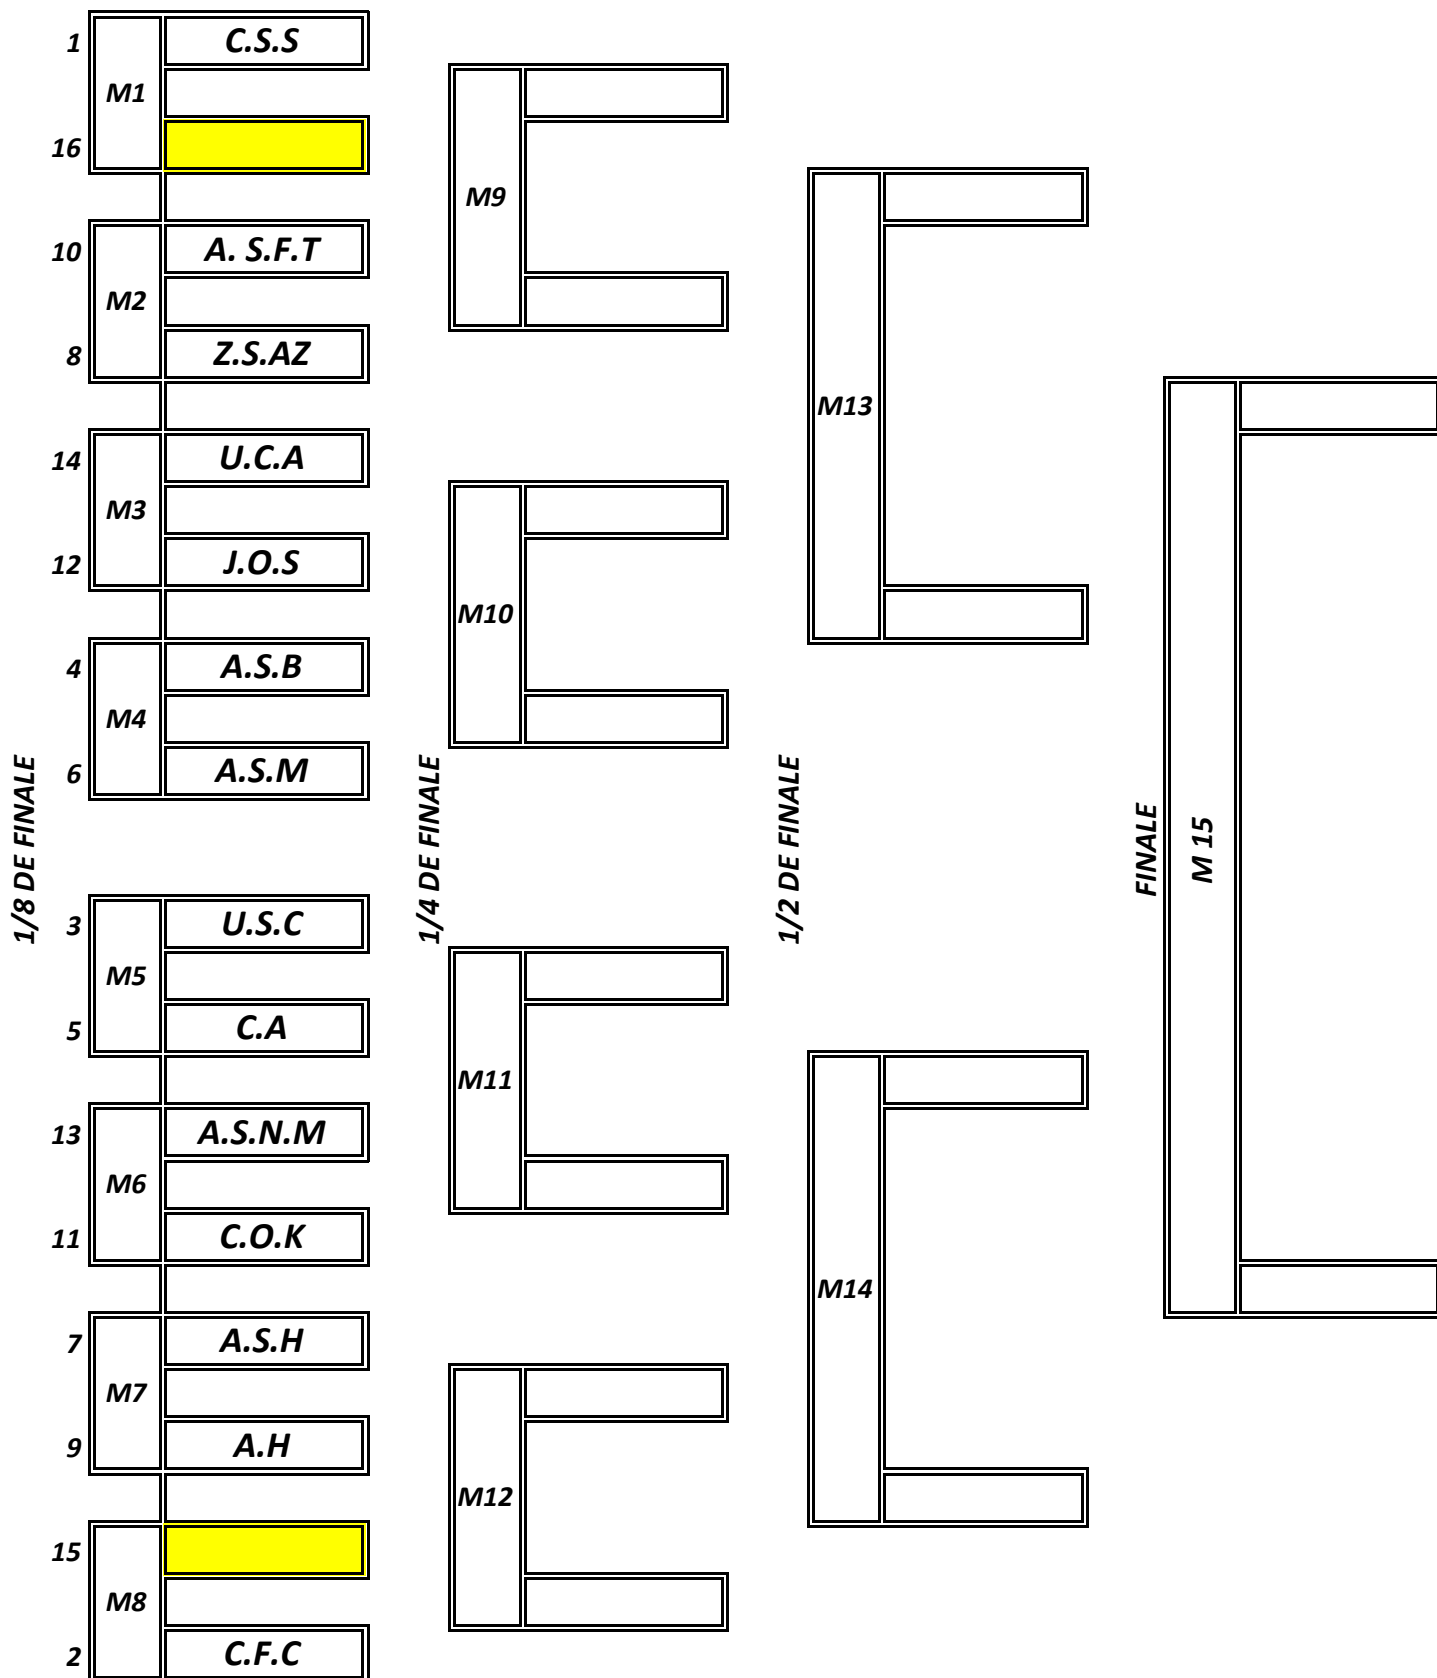 1 C.S.S
M1
16
10 A. S.F.T
M2
8 Z.S.AZ
14 U.C.A
M3
12 J.O.S
4 A.S.B
M4
6 A.S.M
1/8 DE FINALE
3 U.S.C
M5
5 C.A
13 A.S.N.M
M6
11 C.O.K
7 A.S.H
M7
9 A.H
15
M8
2 C.F.C
M9
M10
1/4 DE FINALE
M11
M12
M13
1/2 DE FINALE
M14
FINALE
M 15